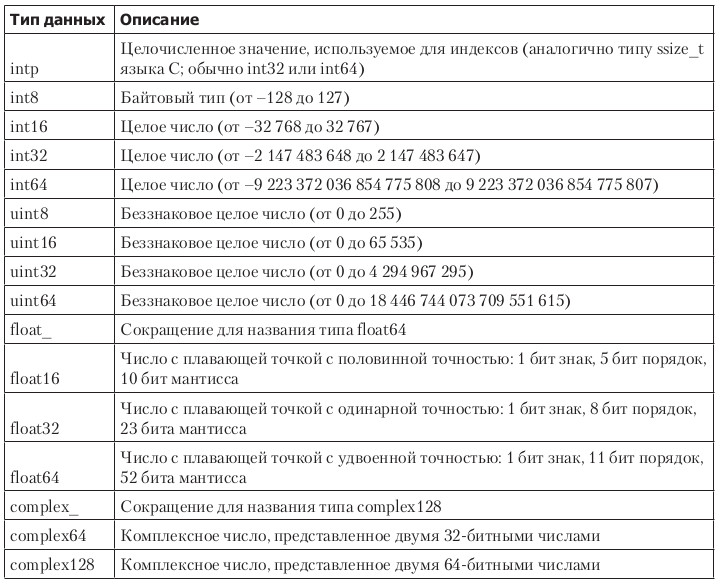 Тип данных Описание
Целочисленное значение, используемое для индексов (аналогично типу ssize_t
intp языка C; обычно int32 или int64)
int8 Байтовый тип (от –128 до 127)
int16 Целое число (от –32 768 до 32 767)
int32 Целое число (от –2 147 483 648 до 2 147 483 647)
int64 Целое число (от –9 223 372 036 854 775 808 до 9 223 372 036 854 775 807)
uint8 Беззнаковое целое число (от 0 до 255)
uint16 Беззнаковое целое число (от 0 до 65 535)
uint32 Беззнаковое целое число (от 0 до 4 294 967 295)
uint64 Беззнаковое целое число (от 0 до 18 446 744 073 709 551 615)
float_ Сокращение для названия типа float64
Число с плавающей точкой с половинной точностью: 1 бит знак, 5 бит порядок,
float16 10 бит мантисса
Число с плавающей точкой с одинарной точностью: 1 бит знак, 8 бит порядок,
float32 23 бита мантисса
Число с плавающей точкой с удвоенной точностью: 1 бит знак, 11 бит порядок,
float64 52 бита мантисса
complex_ Сокращение для названия типа complex128
complex64 Комплексное число, представленное двумя 32-битными числами
complex128 Комплексное число, представленное двумя 64-битными числами